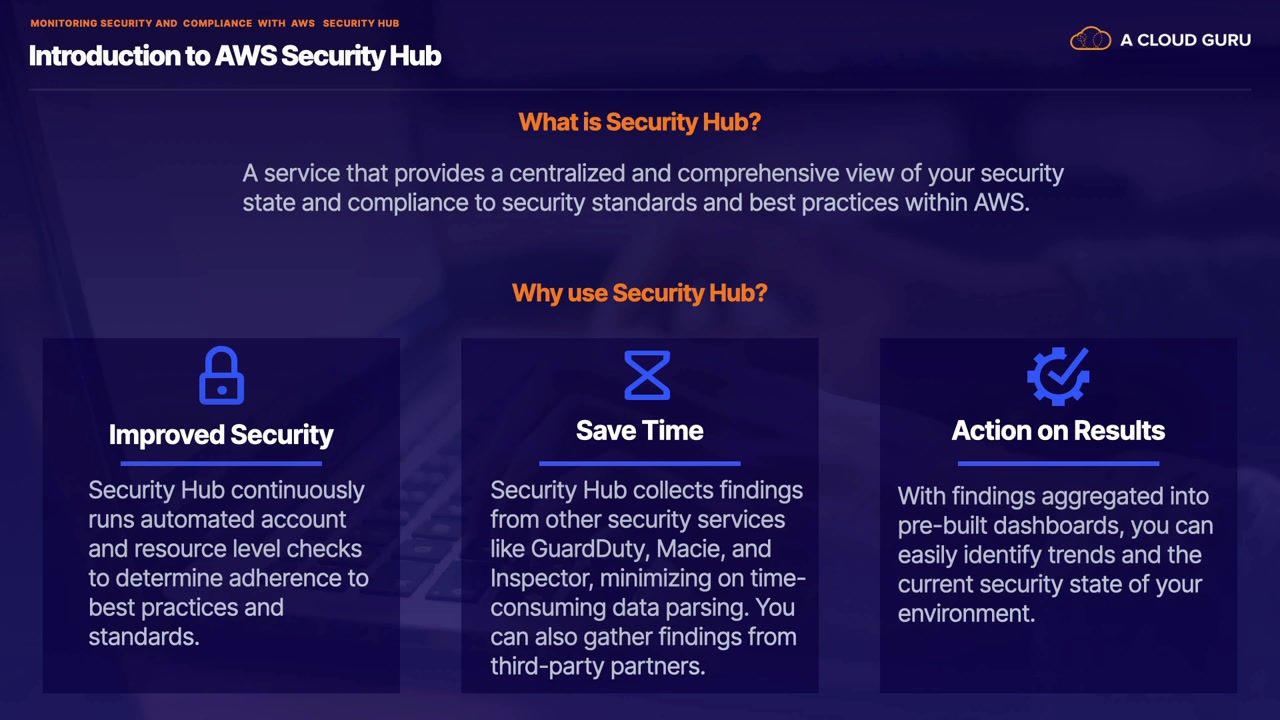 MONITORING SECURITY AND COMPLIANCE WITH AWS SECURITY HUB
Introduction to AWS Security Hub
A CLOUD GURU
What is Security Hub?
A service that provides a centralized and comprehensive view of your security
state and compliance to security standards and best practices within AWS.
Why use Security Hub?
Improved Security
Security Hub continuously
runs automated account
and resource level checks
to determine adherence to
best practices and
standards.
Save Time
Security Hub collects findings
from other security services
like GuardDuty, Macie, and
Inspector, minimizing on time-
consuming data parsing. You
can also gather findings from
third-party partners.
Action on Results
With findings aggregated into
pre-built dashboards, you can
easily identify trends and the
current security state of your
environment.